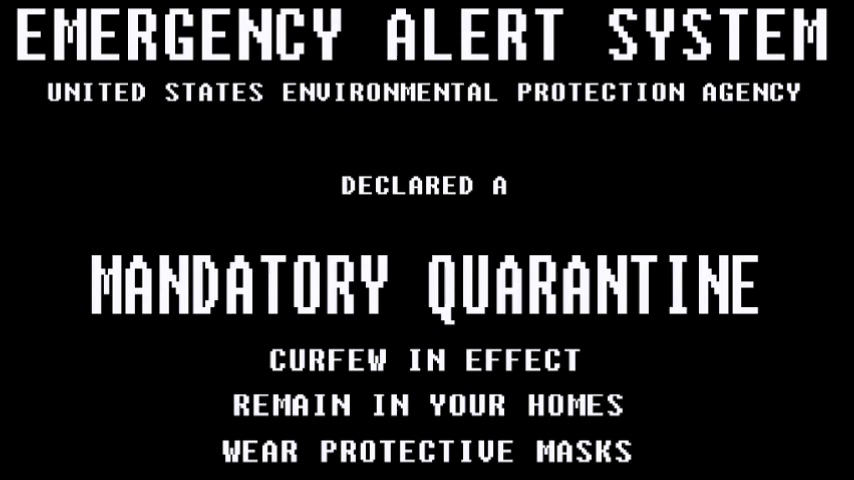 EMERGENCY ALERT SYSTEM
UNITED STATES ENVIRONMENTAL PROTECTION AGENCY
DECLARED A
MANDATORY QUARANTINE
CURFEW IN EFFECT
REMAIN IN YOUR HOMES
WEAR PROTECTIVE MASKS